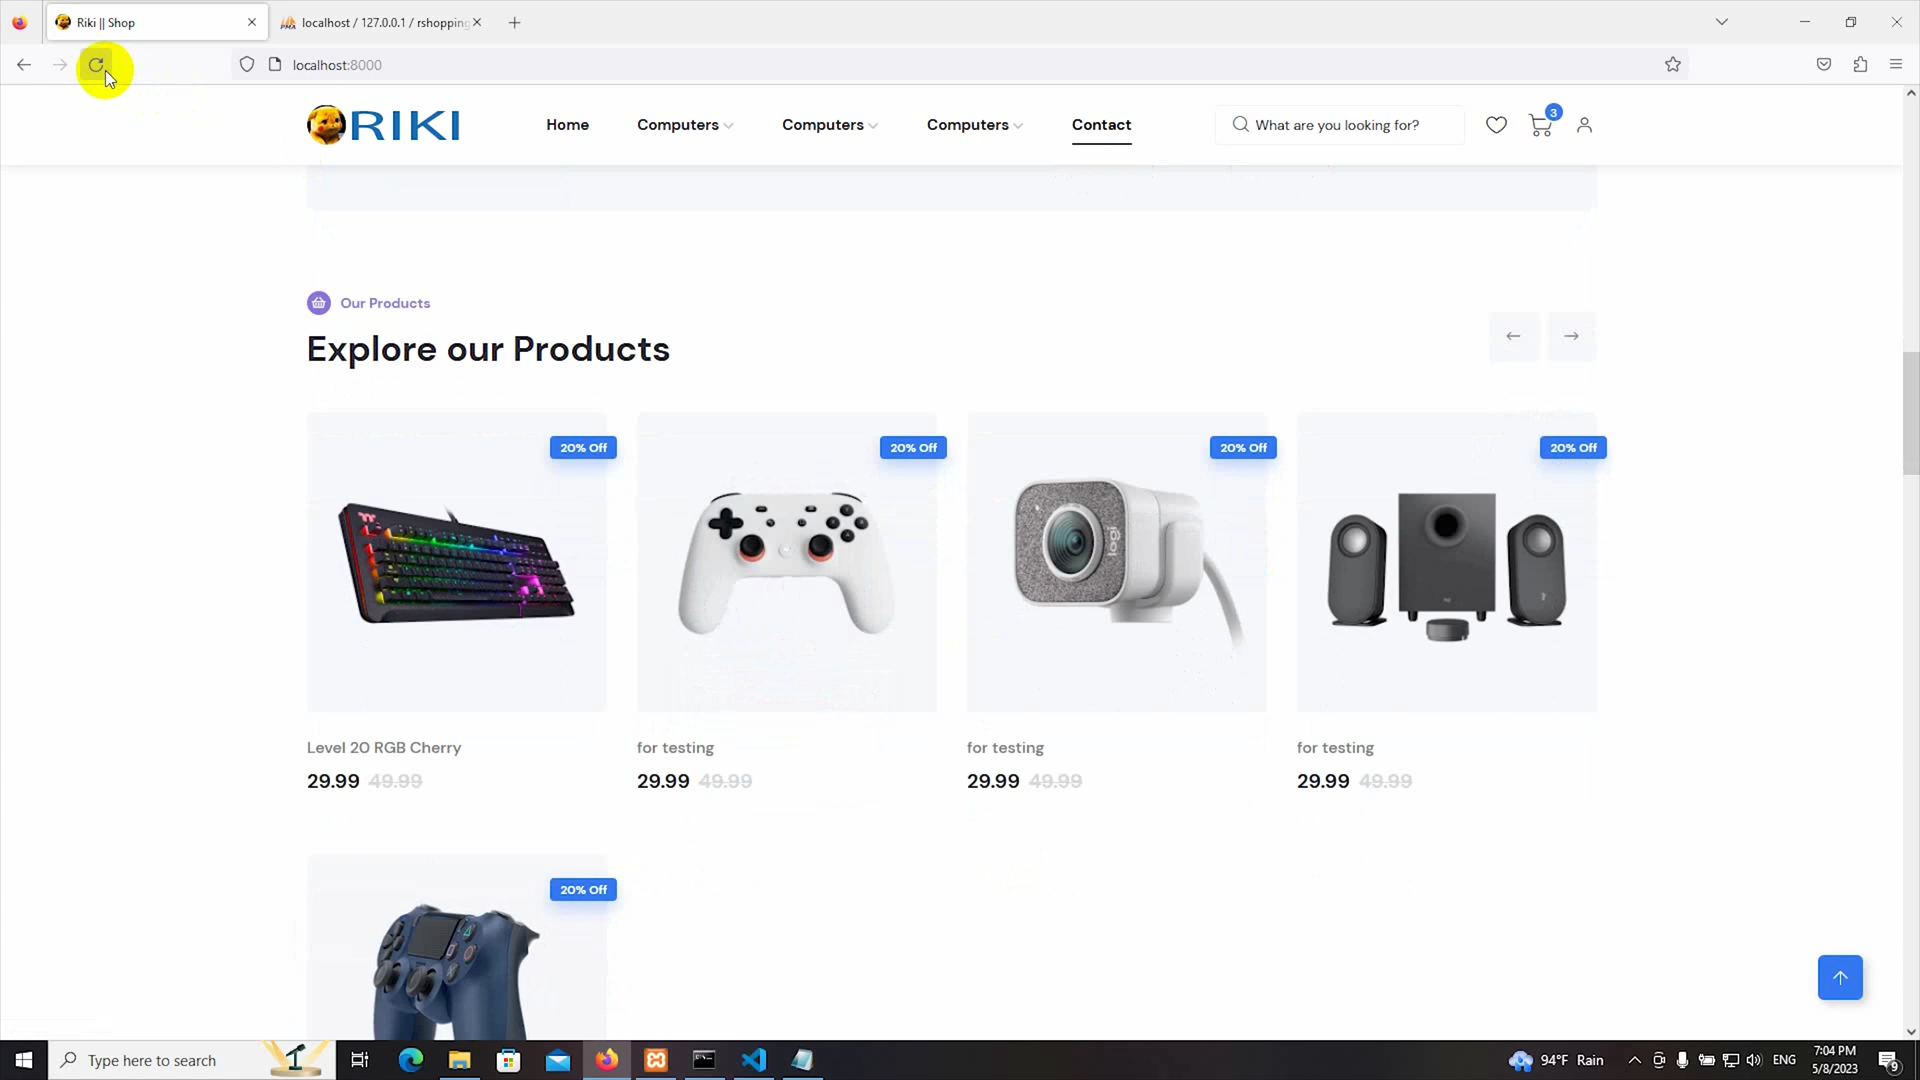 Riki || Shop
localhost / 127.0.0.1 / rshopping
localhost:8000
RIKI
Home
Computers
Computers
Computers
Contact
What are you looking for?
3
Our Products
Explore our Products
20% Off
20% Off
20% Off
20% Off
logi
Level 20 RGB Cherry
for testing
for testing
for testing
29.99 49.99
29.99 49.99
29.99 49.99
29.99 49.99
20% Off
Type here to search
94°F Rain
ENG
7:04 PM
5/8/2023
9